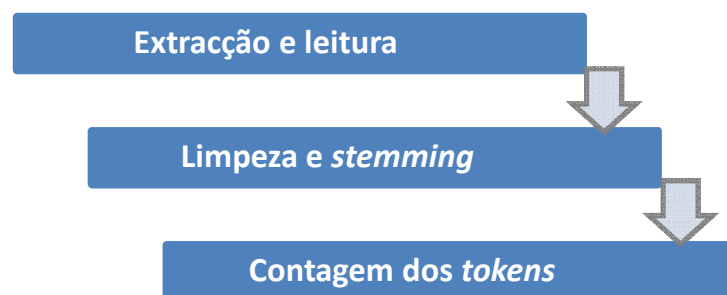 Extracção e leitura
Limpeza e stemming
Contagem dos tokens